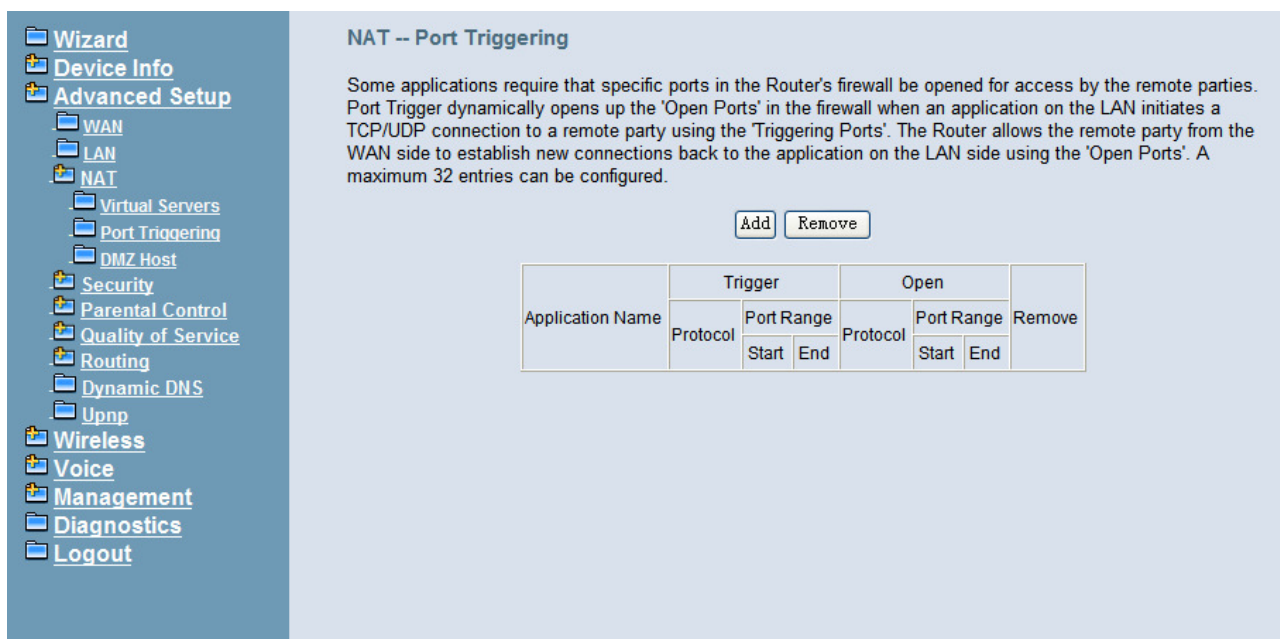 Wizard
Device Info
Advanced Setup
WAN
LAN
NAT
Virtual Servers
Port Triggering
DMZ Host
Security
Parental Control
Quality of Service
Routing
Dynamic DNS
Upnp
Wireless
Voice
Management
Diagnostics
Logout
NAT -- Port Triggering
Some applications require that specific ports in the Router's firewall be opened for access by the remote parties.
Port Trigger dynamically opens up the 'Open Ports' in the firewall when an application on the LAN initiates a
TCP/UDP connection to a remote party using the 'Triggering Ports'. The Router allows the remote party from the
WAN side to establish new connections back to the application on the LAN side using the 'Open Ports'. A
maximum 32 entries can be configured.
Add Remove
Application Name Trigger Open Remove
Protocol Port Range Protocol Port Range
Start End Start End